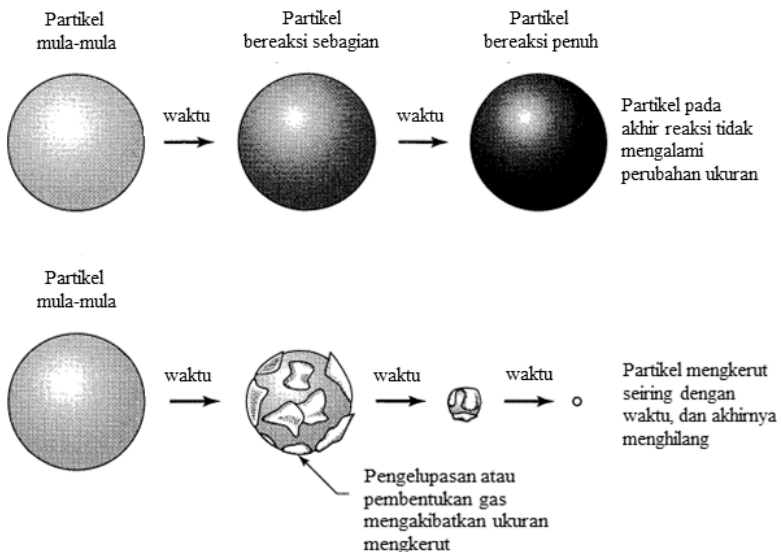 Partikel
mula-mula
Partikel
bereaksi sebagian
Partikel
bereaksi penuh
waktu
waktu
Partikel pada
akhir reaksi tidak
mengalami
perubahan ukuran
Partikel
mula-mula
waktu
waktu
waktu
Partikel mengkerut
seiring dengan
waktu, dan akhirnya
menghilang
Pengelupasan atau
pembentukan gas
mengakibatkan ukuran
mengkerut